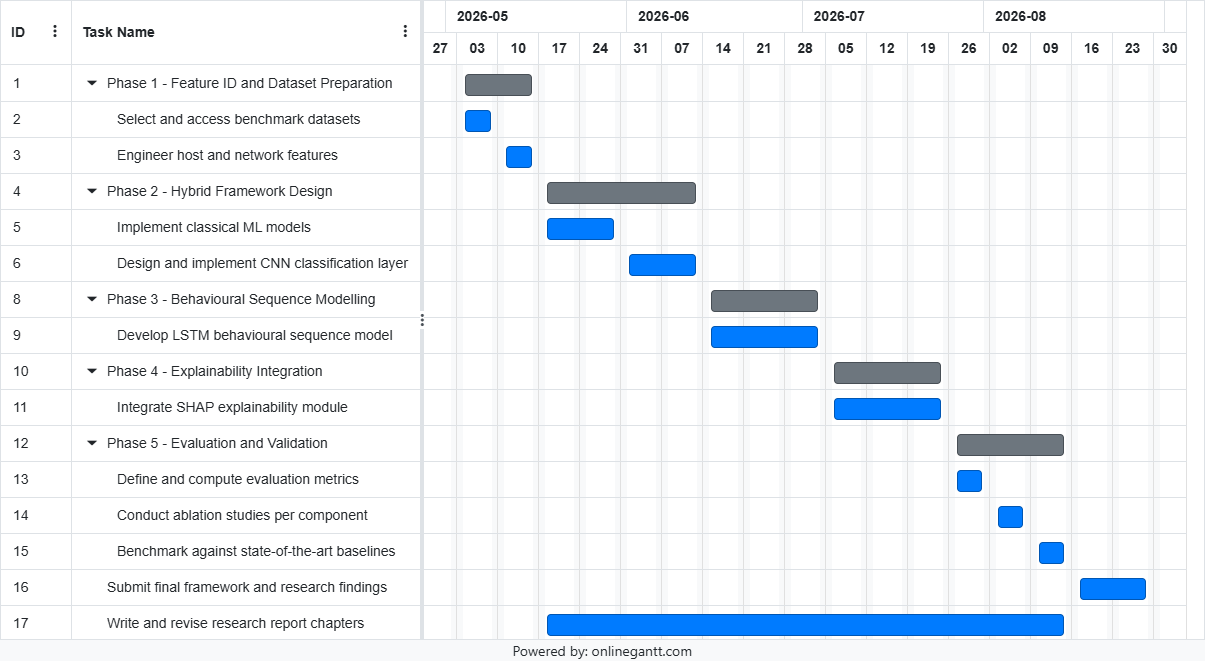 ID Task Name 2026-05 2026-06 2026-07 2026-08
27 03 10 17 24 31 07 14 21 28 05 12 19 26 02 09 16 23 30
1 Phase 1 - Feature ID and Dataset Preparation
2 Select and access benchmark datasets
3 Engineer host and network features
4 Phase 2 - Hybrid Framework Design
5 Implement classical ML models
6 Design and implement CNN classification layer
8 Phase 3 - Behavioural Sequence Modelling
9 Develop LSTM behavioural sequence model
10 Phase 4 - Explainability Integration
11 Integrate SHAP explainability module
12 Phase 5 - Evaluation and Validation
13 Define and compute evaluation metrics
14 Conduct ablation studies per component
15 Benchmark against state-of-the-art baselines
16 Submit final framework and research findings
17 Write and revise research report chapters
Powered by: onlinegantt.com